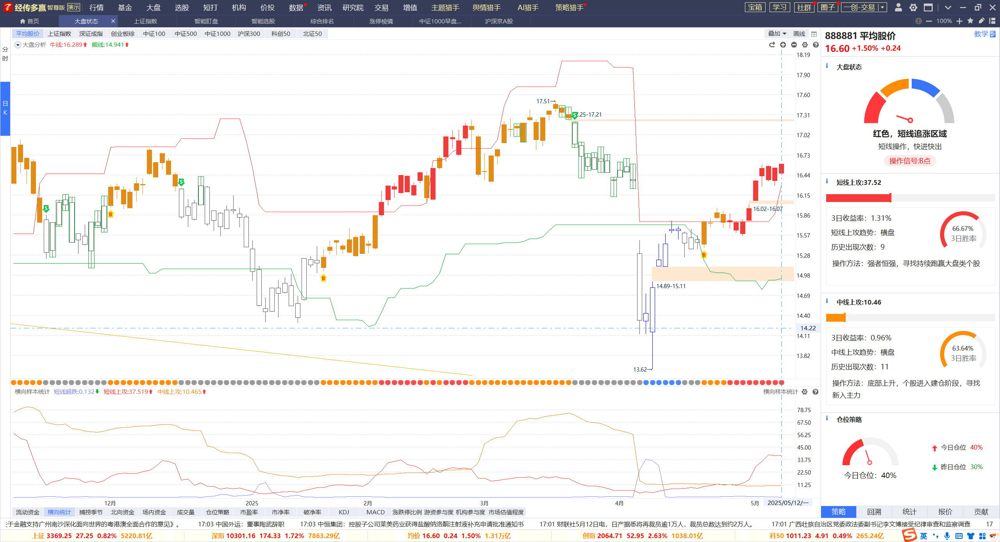 经传多赢 智尊版 演示 行情 基金 大盘 选股 短打 机构 价投 数据 资讯 研究院 交易 增值 主题猎手 舆情猎手 AI猎手 策略猎手 宝箱 学习 社群 圈子 一创-交易
首页 大盘状态 上证指数 智能盯盘 智能选股 综合排名 涨停棱镜 中证1000早盘... 沪深京A股 100%
平均股价 上证指数 深证成指 创业板综 中证100 中证500 中证1000 沪深300 科创50 北证50 叠加 画线
大盘分析 牛线:16.289 熊线:14.941
分时
日K
18.19
17.90
17.60
17.31
17.02
16.73
16.44
16.15
15.86
15.57
15.28
14.98
14.69
14.40
14.22
14.11
13.82
17.51→
S
.25-17.21
S
S
B
B
B
16.02-16.07
14.89-15.11
13.62→
横向样本统计 短线超跌:0.132 短线上攻:37.519 中线上攻:10.465 横向样本统计
78.75
67.50
56.25
45.00
33.75
22.50
11.25
12月 2025 2月 3月 4月 5月 2025/05/12/一
流动资金 横向统计 捕捞季节 北向资金 场内资金 成交量 仓位策略 市盈率 市净率 破净率 KDJ MACD 涨跌停比例 游资参与度 机构参与度 市场估值程度
888881 平均股价 教学
16.60 +1.50% +0.24
大盘状态
红色，短线追涨区域
短线操作，快进快出
操作信号:B点
短线上攻:37.52
3日收益率：1.31%
短线上攻趋势：横盘
历史出现次数：9
66.67%
3日胜率
操作方法：强者恒强，寻找持续跑赢大盘类个股
中线上攻:10.46
3日收益率：0.96%
中线上攻趋势：横盘
历史出现次数：11
63.64%
3日胜率
操作方法：底部上升，个股进入建仓阶段，寻找
新入主力
仓位策略
今日仓位 40%
昨日仓位 30%
今日仓位：40%
策略 回溯 统计 报价 贡献
于金融支持广州南沙深化面向世界的粤港澳全面合作的意见》。 17:03 中国外运：董事陶武辞职 17:03 中恒集团：控股子公司莱美药业获得盐酸纳洛酮注射液补充申请批准通知书 17:01 财联社5月12日电，日产据悉将再裁员逾1万人，裁员总数达到约2万人。 17:01 广西壮族自治区党委政法委副书记李文博接受纪律审查和监察调查 17
上证 3369.25 27.25 0.82% 5220.81亿 深指 10301.16 174.33 1.72% 7863.29亿 均价 16.60 0.24 1.50% 1.31万亿 创指 2064.71 52.95 2.63% 1038.01亿 科50 1011.23 4.91 0.49% 265.24亿 英